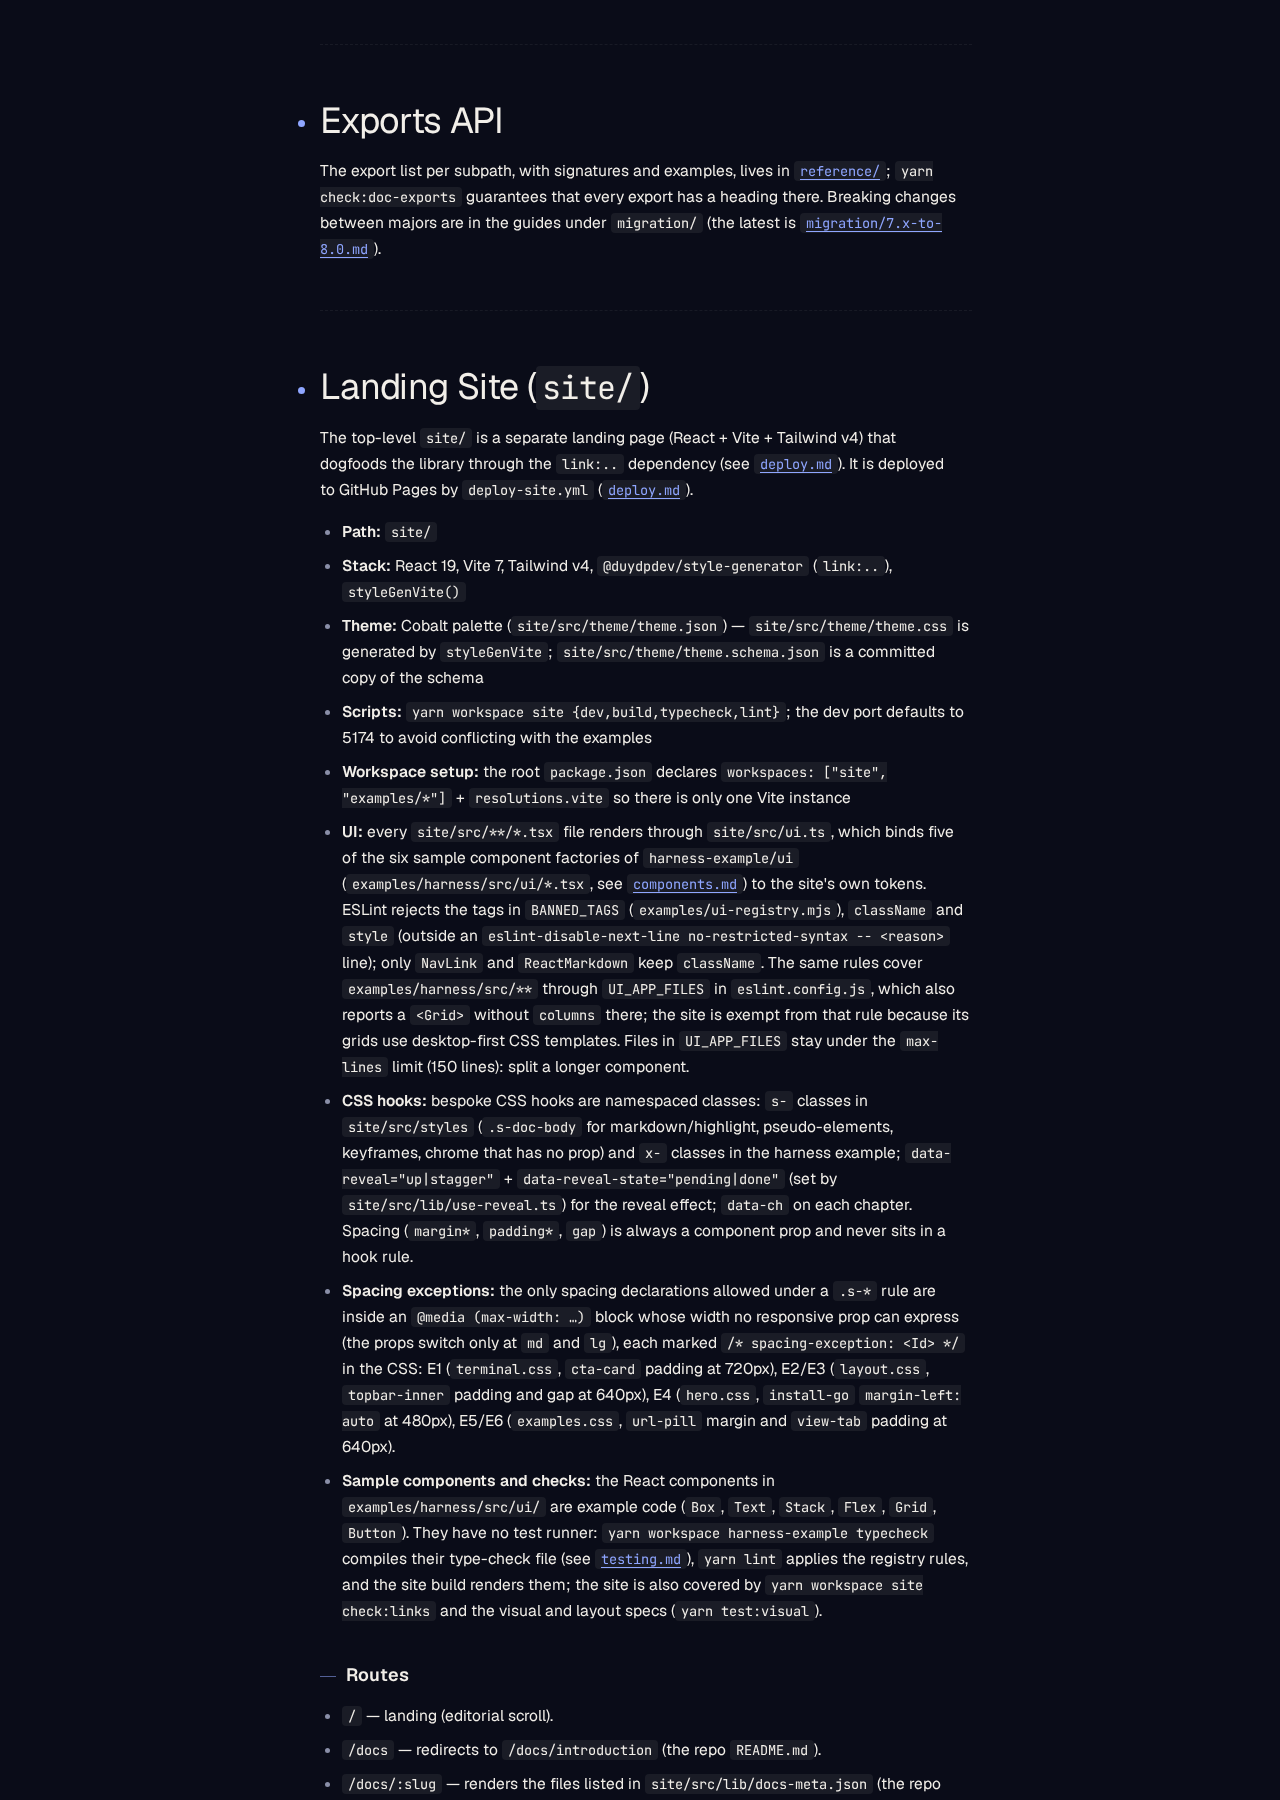 Exports API
The export list per subpath, with signatures and examples, lives in reference/ ; yarn
check:doc-exports guarantees that every export has a heading there. Breaking changes
between majors are in the guides under migration/ (the latest is migration/7.x-to-
8.0.md ).
Landing Site ( site/ )
The top-level site/ is a separate landing page (React + Vite + Tailwind v4) that
dogfoods the library through the link:.. dependency (see deploy.md ). It is deployed
to GitHub Pages by deploy-site.yml ( deploy.md ).
Path: site/
Stack: React 19, Vite 7, Tailwind v4, @duydpdev/style-generator ( link:.. ),
styleGenVite()
Theme: Cobalt palette ( site/src/theme/theme.json ) — site/src/theme/theme.css is
generated by styleGenVite ; site/src/theme/theme.schema.json is a committed
copy of the schema
Scripts: yarn workspace site {dev,build,typecheck,lint} ; the dev port defaults to
5174 to avoid conflicting with the examples
Workspace setup: the root package.json declares workspaces: ["site",
"examples/*"] + resolutions.vite so there is only one Vite instance
UI: every site/src/**/*.tsx file renders through site/src/ui.ts , which binds five
of the six sample component factories of harness-example/ui
( examples/harness/src/ui/*.tsx , see components.md ) to the site's own tokens.
ESLint rejects the tags in BANNED_TAGS ( examples/ui-registry.mjs ), className and
style (outside an eslint-disable-next-line no-restricted-syntax -- <reason>
line); only NavLink and ReactMarkdown keep className . The same rules cover
examples/harness/src/** through UI_APP_FILES in eslint.config.js , which also
reports a <Grid> without columns there; the site is exempt from that rule because its
grids use desktop-first CSS templates. Files in UI_APP_FILES stay under the max-
lines limit (150 lines): split a longer component.
CSS hooks: bespoke CSS hooks are namespaced classes: s- classes in
site/src/styles ( .s-doc-body for markdown/highlight, pseudo-elements,
keyframes, chrome that has no prop) and x- classes in the harness example; data-
reveal="up|stagger" + data-reveal-state="pending|done" (set by
site/src/lib/use-reveal.ts ) for the reveal effect; data-ch on each chapter.
Spacing ( margin* , padding* , gap ) is always a component prop and never sits in a
hook rule.
Spacing exceptions: the only spacing declarations allowed under a .s-* rule are
inside an @media (max-width: …) block whose width no responsive prop can express
(the props switch only at md and lg ), each marked /* spacing-exception: <Id> */
in the CSS: E1 ( terminal.css , cta-card padding at 720px), E2/E3 ( layout.css ,
topbar-inner padding and gap at 640px), E4 ( hero.css , install-go margin-left:
auto at 480px), E5/E6 ( examples.css , url-pill margin and view-tab padding at
640px).
Sample components and checks: the React components in
examples/harness/src/ui/ are example code ( Box , Text , Stack , Flex , Grid ,
Button ). They have no test runner: yarn workspace harness-example typecheck
compiles their type-check file (see testing.md ), yarn lint applies the registry rules,
and the site build renders them; the site is also covered by yarn workspace site
check:links and the visual and layout specs ( yarn test:visual ).
Routes
/ — landing (editorial scroll).
/docs — redirects to /docs/introduction (the repo README.md ).
/docs/:slug — renders the files listed in site/src/lib/docs-meta.json (the repo